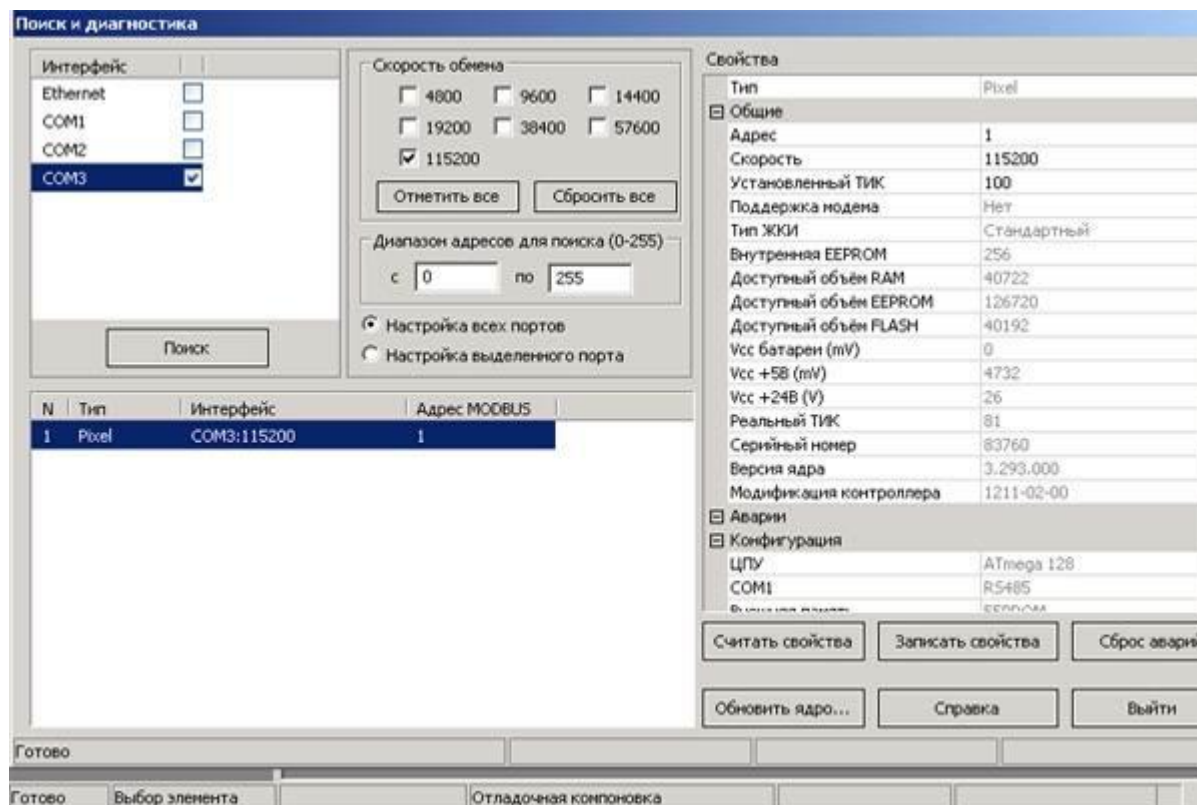 Поиск и диагностика
Интерфейс
Ethernet
COM1
COM2
COM3
Поиск
Скорость обмена
4800 9600 14400
19200 38400 57600
115200
Отметить все Сбросить все
Диапазон адресов для поиска (0-255)
с 0 по 255
Настройка всех портов
Настройка выделенного порта
N Тип Интерфейс Адрес MODBUS
1 Pixel COM3:115200 1
Свойства
Тип Pixel
Общие
Адрес 1
Скорость 115200
Установленный ТИК 100
Поддержка модема Нет
Тип ЖКИ Стандартный
Внутренняя EEPROM 256
Доступный объём RAM 40722
Доступный объём EEPROM 126720
Доступный объём FLASH 40192
Vcc батареи (mV) 0
Vcc +5В (mV) 4732
Vcc +24В (V) 26
Реальный ТИК 81
Серийный номер 83760
Версия ядра 3.293.000
Модификация контроллера 1211-02-00
Аварии
Конфигурация
ЦПУ ATmega 128
COM1 RS485
Внешняя память EEPROM
Считать свойства Записать свойства Сброс аварий
Обновить ядро... Справка Выйти
Готово
Готово Выбор элемента Отладочная компоновка